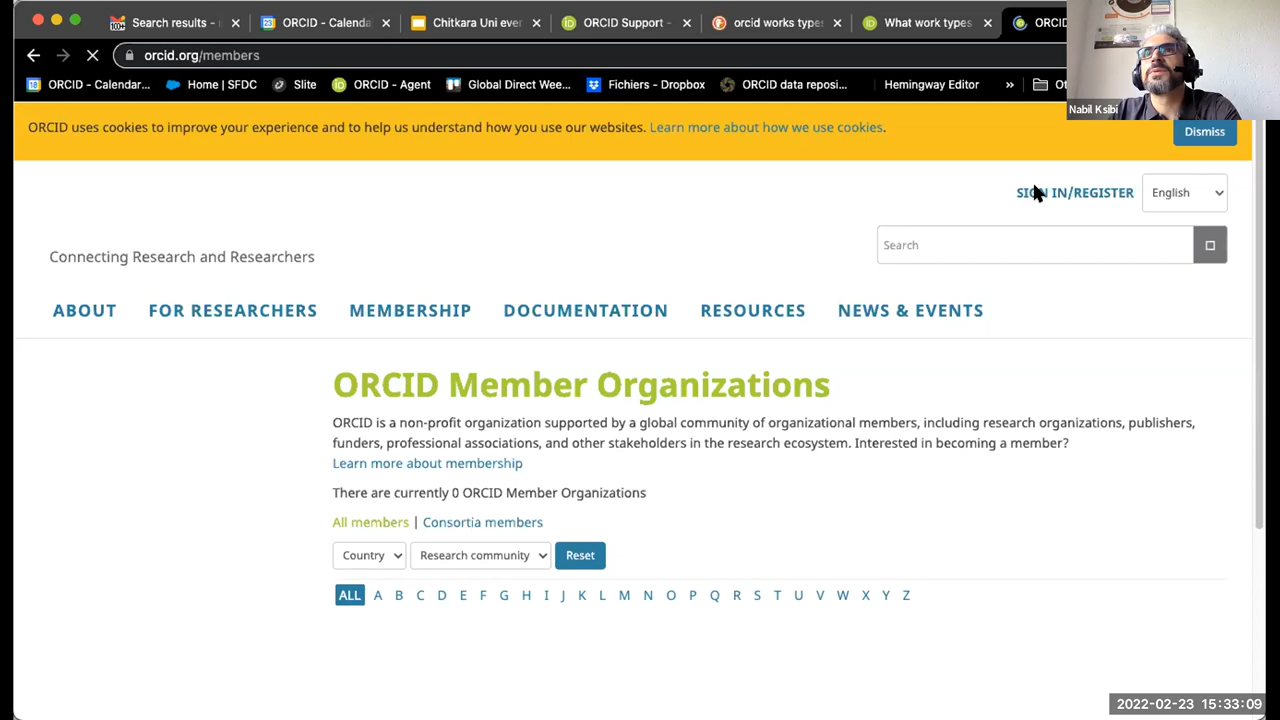 Search results -
ORCID - Calenda
Chitkara Uni ever
ORCID Support -
orcid works types
What work types
ORCID
orcid.org/members
ORCID - Calendar...
Home | SFDC
Slite
ORCID - Agent
Global Direct Wee...
Fichiers - Dropbox
ORCID data reposi...
Hemingway Editor
»
Nabil Ksibi
ORCID uses cookies to improve your experience and to help us understand how you use our websites. Learn more about how we use cookies.
Dismiss
SIGN IN/REGISTER
English
Search
Connecting Research and Researchers
ABOUT FOR RESEARCHERS MEMBERSHIP DOCUMENTATION RESOURCES NEWS & EVENTS
ORCID Member Organizations
ORCID is a non-profit organization supported by a global community of organizational members, including research organizations, publishers,
funders, professional associations, and other stakeholders in the research ecosystem. Interested in becoming a member?
Learn more about membership
There are currently 0 ORCID Member Organizations
All members | Consortia members
Country Research community Reset
ALL A B C D E F G H I J K L M N O P Q R S T U V W X Y Z
2022-02-23 15:33:09